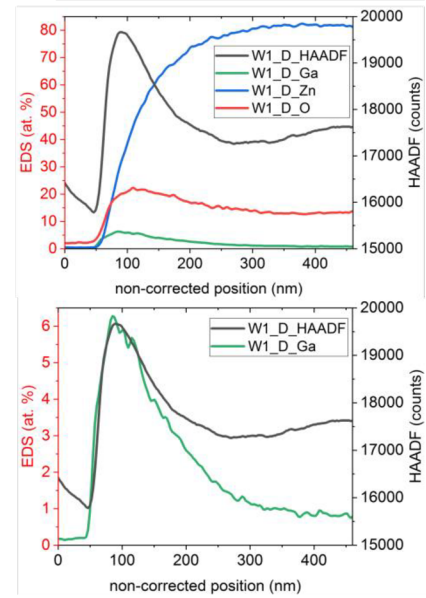 80
70
60
50
40
30
20
10
0
EDS (at. %)
W1_D_HAADF
W1_D_Ga
W1_D_Zn
W1_D_O
20000
19000
18000
17000
16000
15000
HAADF (counts)
0 100 200 300 400
non-corrected position (nm)
6
5
4
3
2
1
0
EDS (at. %)
W1_D_HAADF
W1_D_Ga
20000
19000
18000
17000
16000
15000
HAADF (counts)
0 100 200 300 400
non-corrected position (nm)